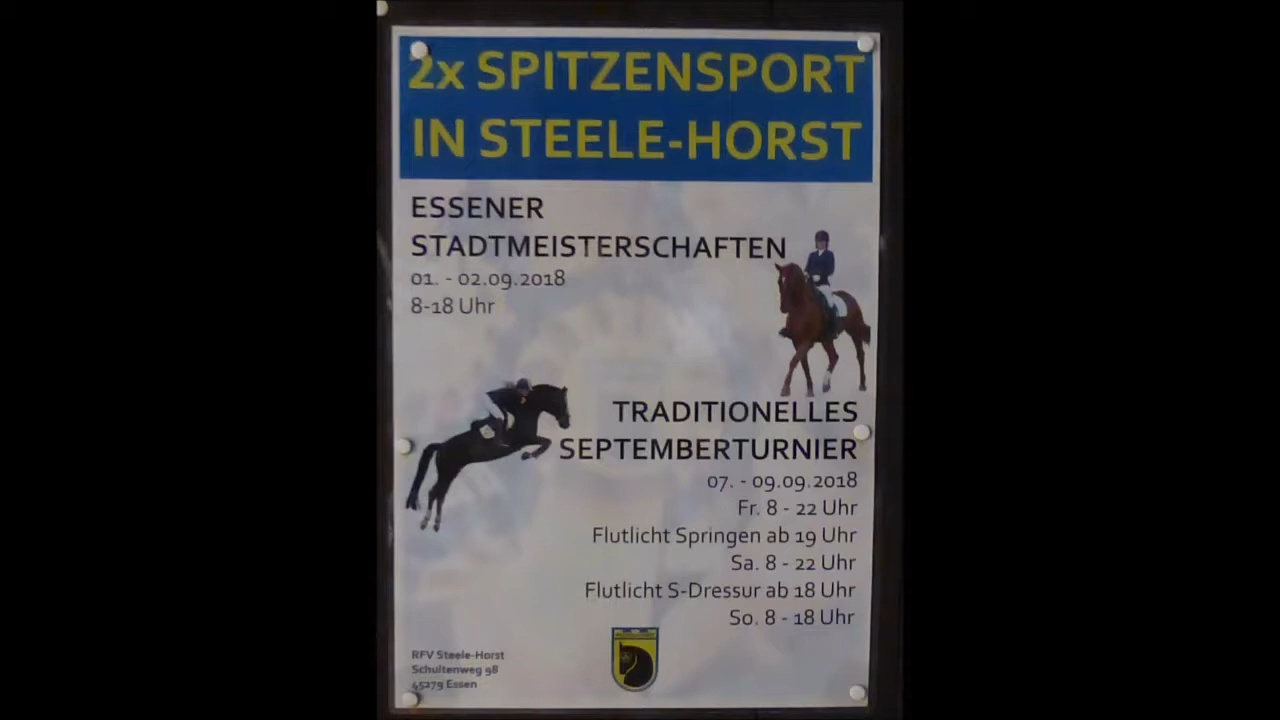 2x SPITZENSPORT
IN STEELE-HORST
ESSENER
STADTMEISTERSCHAFTEN
01. - 02.09.2018
8-18 Uhr
TRADITIONELLES
SEPTEMBERTURNIER
07. - 09.09.2018
Fr. 8 - 22 Uhr
Flutlicht Springen ab 19 Uhr
Sa. 8 - 22 Uhr
Flutlicht S-Dressur ab 18 Uhr
So. 8 - 18 Uhr
RFV Steele-Horst
Schultenweg 98
45279 Essen